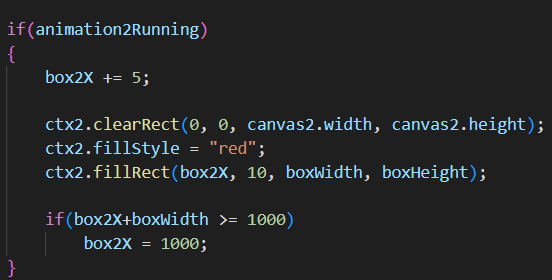 if(animation2Running)
{
    box2X += 5;

    ctx2.clearRect(0, 0, canvas2.width, canvas2.height);
    ctx2.fillStyle = "red";
    ctx2.fillRect(box2X, 10, boxWidth, boxHeight);

    if(box2X+boxWidth >= 1000)
        box2X = 1000;
}